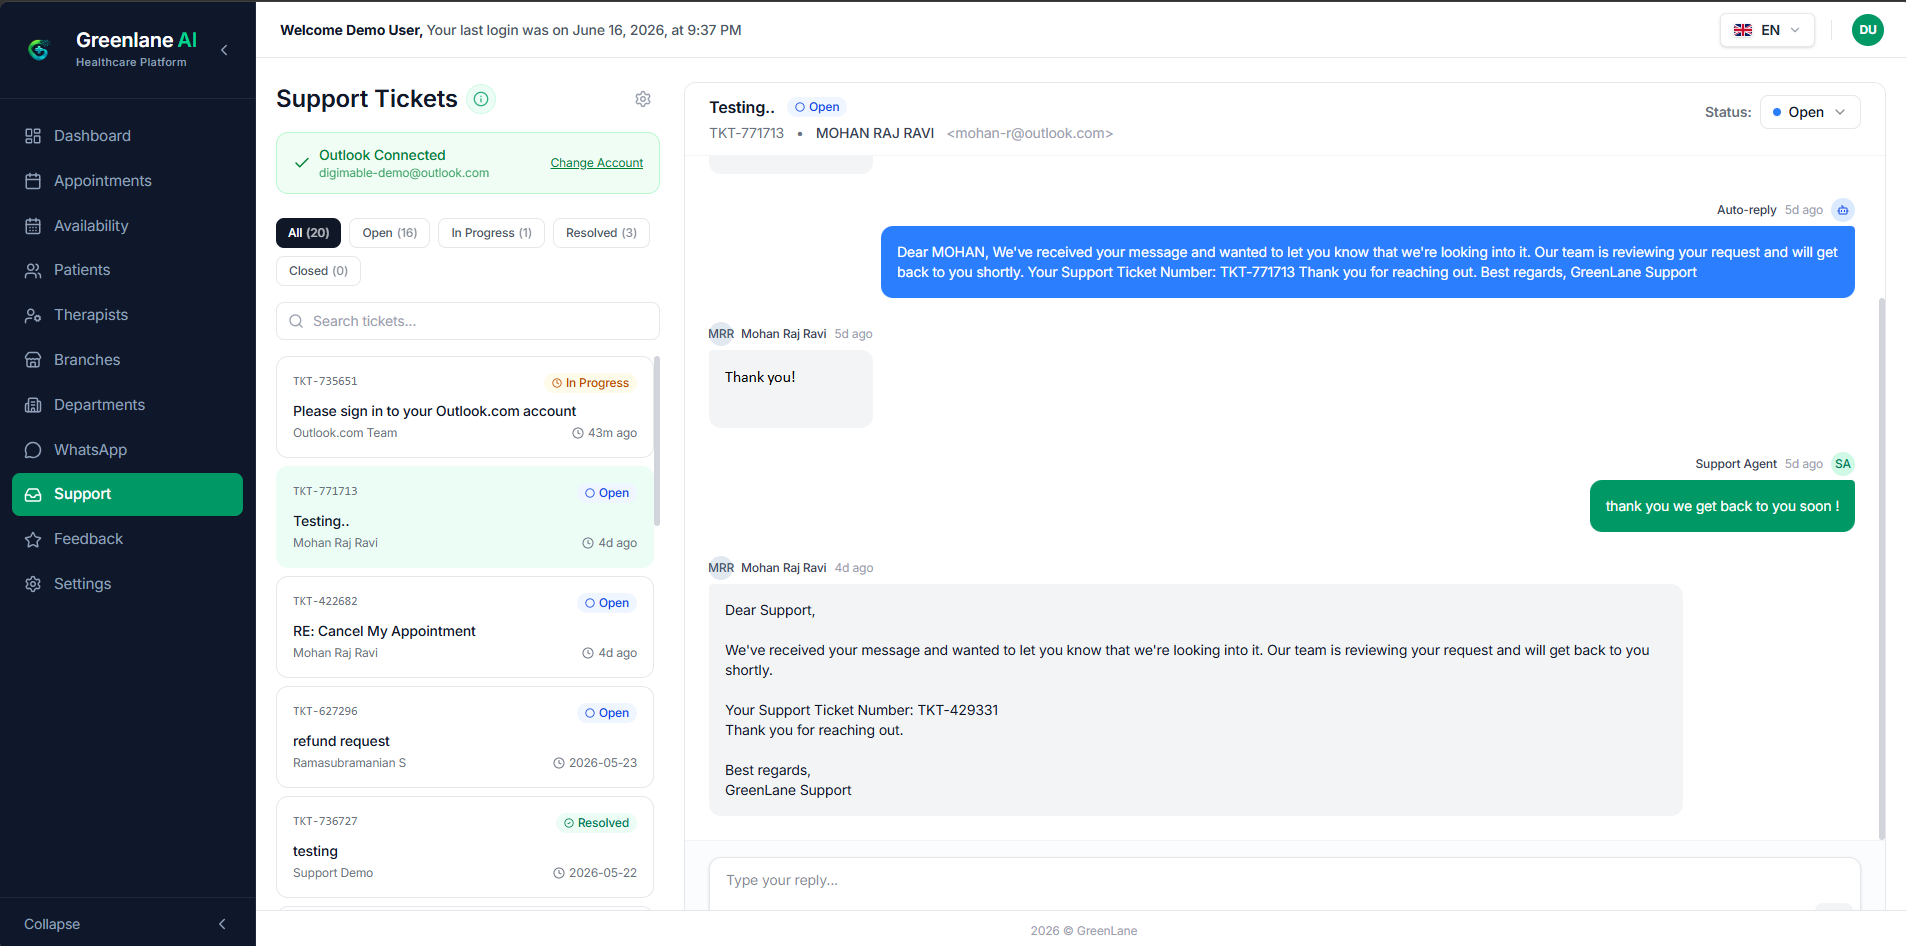 Greenlane AI
Healthcare Platform
Dashboard
Appointments
Availability
Patients
Therapists
Branches
Departments
WhatsApp
Support
Feedback
Settings
Collapse
Welcome Demo User, Your last login was on June 16, 2026, at 9:37 PM
EN
DU
Support Tickets
Outlook Connected
digimable-demo@outlook.com
Change Account
All (20)
Open (16)
In Progress (1)
Resolved (3)
Closed (0)
Search tickets...
TKT-735651
In Progress
Please sign in to your Outlook.com account
Outlook.com Team
43m ago
TKT-771713
Open
Testing..
Mohan Raj Ravi
4d ago
TKT-422682
Open
RE: Cancel My Appointment
Mohan Raj Ravi
4d ago
TKT-627296
Open
refund request
Ramasubramanian S
2026-05-23
TKT-736727
Resolved
testing
Support Demo
2026-05-22
Testing..
Open
TKT-771713 • MOHAN RAJ RAVI <mohan-r@outlook.com>
Status:
Open
Auto-reply 5d ago
Dear MOHAN, We've received your message and wanted to let you know that we're looking into it. Our team is reviewing your request and will get
back to you shortly. Your Support Ticket Number: TKT-771713 Thank you for reaching out. Best regards, GreenLane Support
MRR Mohan Raj Ravi 5d ago
Thank you!
Support Agent 5d ago SA
thank you we get back to you soon !
MRR Mohan Raj Ravi 4d ago
Dear Support,
We've received your message and wanted to let you know that we're looking into it. Our team is reviewing your request and will get back to you
shortly.
Your Support Ticket Number: TKT-429331
Thank you for reaching out.
Best regards,
GreenLane Support
Type your reply...
2026 © GreenLane